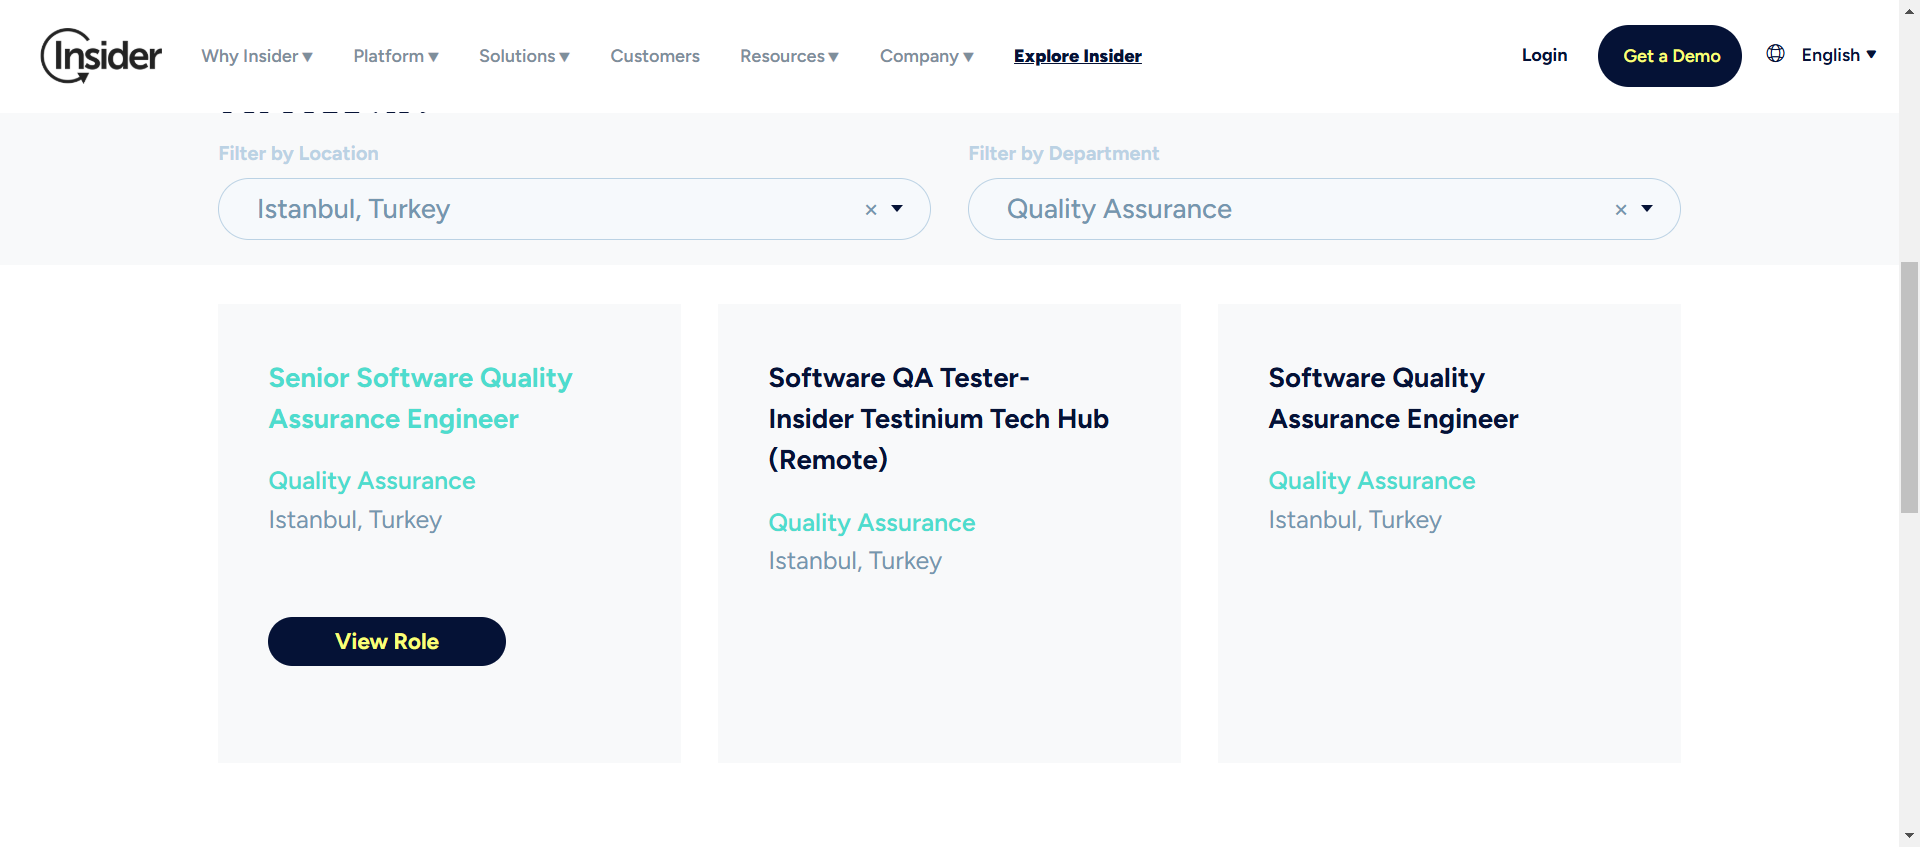 Insider
Why Insider ▾ Platform ▾ Solutions ▾ Customers Resources ▾ Company ▾ Explore Insider Login Get a Demo English ▾
Filter by Location Filter by Department
Istanbul, Turkey × Quality Assurance ×
Senior Software Quality
Assurance Engineer
Quality Assurance
Istanbul, Turkey
View Role
Software QA Tester-
Insider Testinium Tech Hub
(Remote)
Quality Assurance
Istanbul, Turkey
Software Quality
Assurance Engineer
Quality Assurance
Istanbul, Turkey